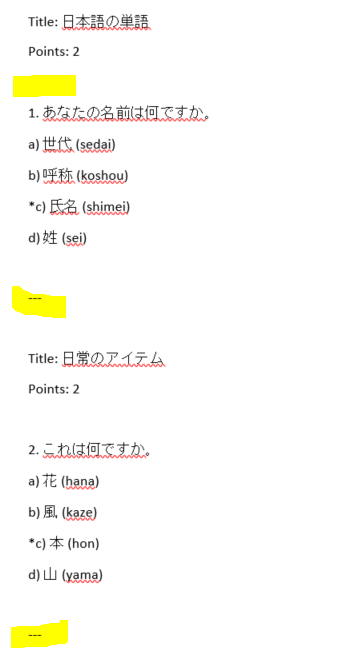 Title: 日本語の単語
Points: 2
1. あなたの名前は何ですか。
a) 世代 (sedai)
b) 呼称 (koshou)
*c) 氏名 (shimei)
d) 姓 (sei)
---
Title: 日常のアイテム
Points: 2
2. これは何ですか。
a) 花 (hana)
b) 風 (kaze)
*c) 本 (hon)
d) 山 (yama)
---